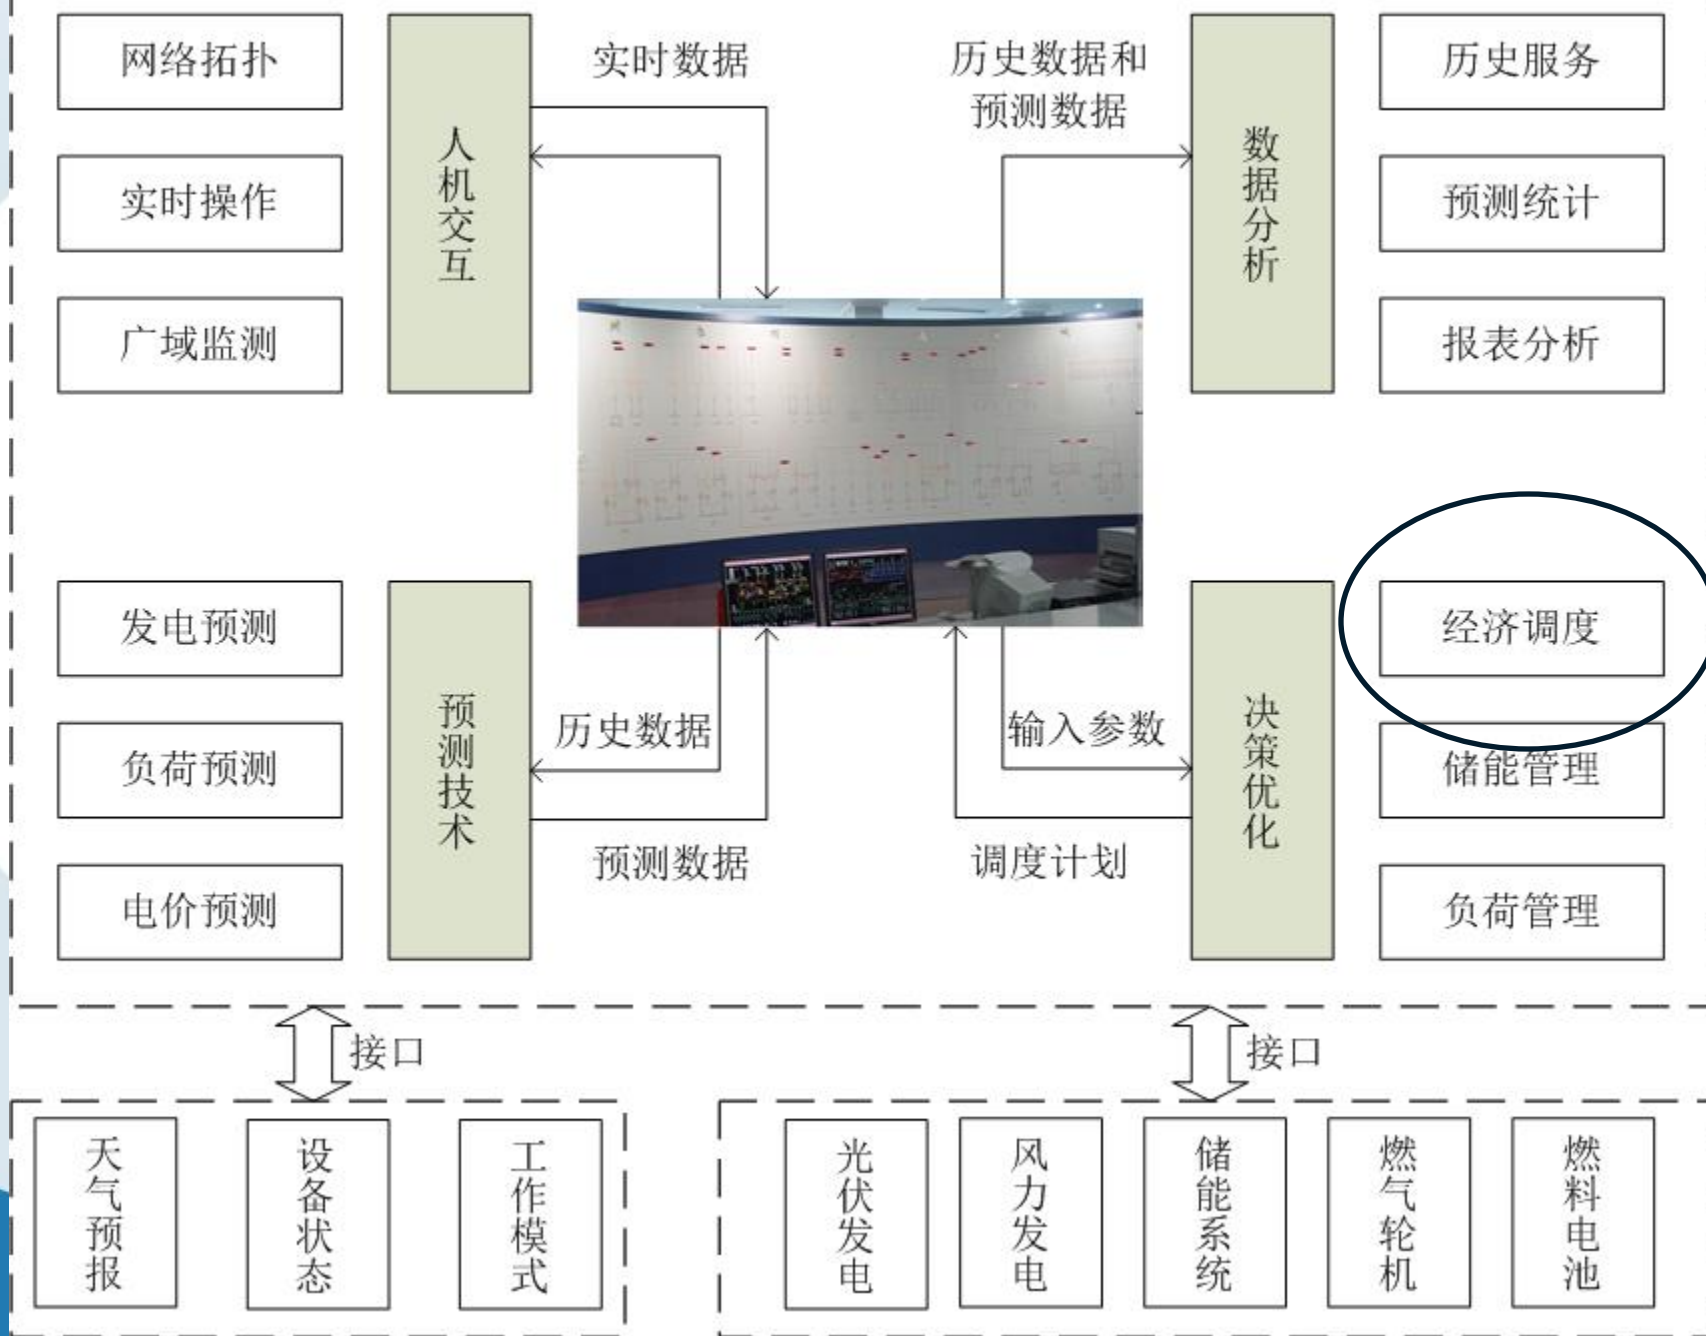 网络拓扑
实时操作
广域监测
人机交互
实时数据
历史数据和
预测数据
数据分析
历史服务
预测统计
报表分析
发电预测
负荷预测
电价预测
预测技术
历史数据
预测数据
输入参数
调度计划
决策优化
经济调度
储能管理
负荷管理
接口
接口
天气预报
设备状态
工作模式
光伏发电
风力发电
储能系统
燃气轮机
燃料电池